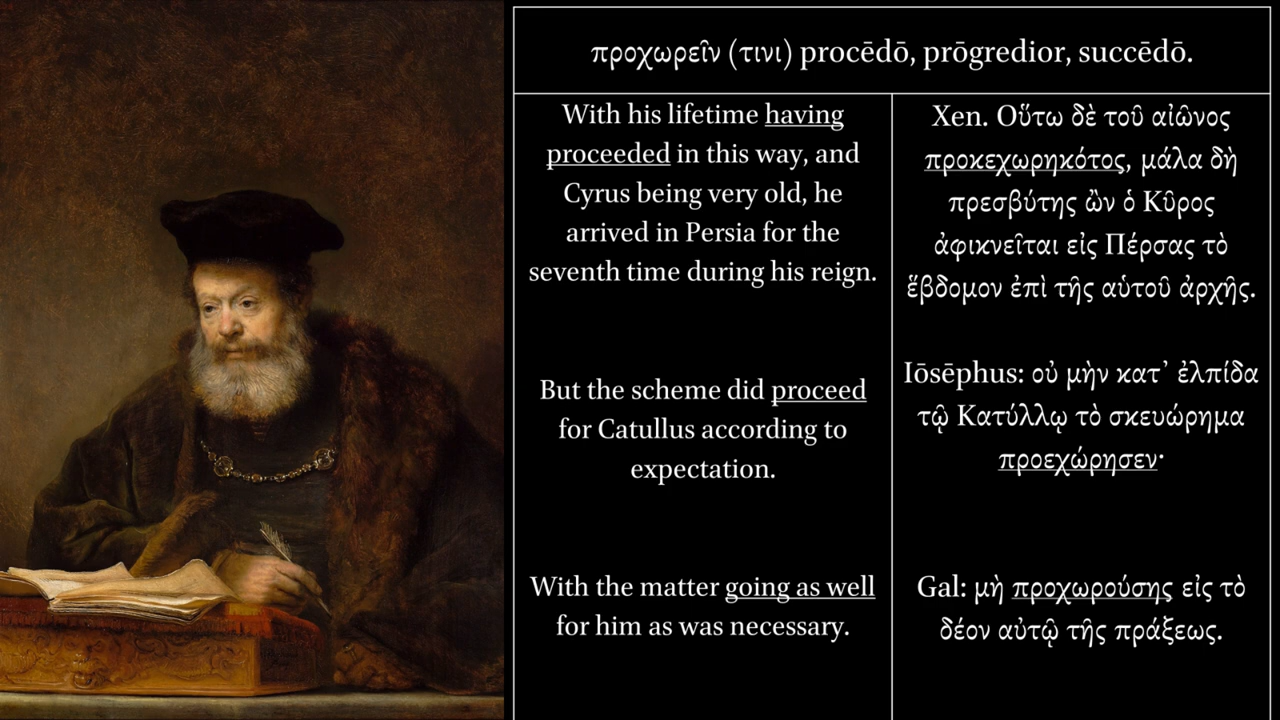 προχωρεῖν (τινι) procēdō, prōgredior, succēdō.
With his lifetime having
proceeded in this way, and
Cyrus being very old, he
arrived in Persia for the
seventh time during his reign.
But the scheme did proceed
for Catullus according to
expectation.
With the matter going as well
for him as was necessary.
Xen. Οὕτω δὲ τοῦ αἰῶνος
προκεχωρηκότος, μάλα δὴ
πρεσβύτης ὢν ὁ Κῦρος
ἀφικνεῖται εἰς Πέρσας τὸ
ἕβδομον ἐπὶ τῆς αὑτοῦ ἀρχῆς.
Iōsēphus: οὐ μὴν κατ’ ἐλπίδα
τῷ Κατύλλῳ τὸ σκευώρημα
προεχώρησεν·
Gal: μὴ προχωρούσης εἰς τὸ
δέον αὐτῷ τῆς πράξεως.